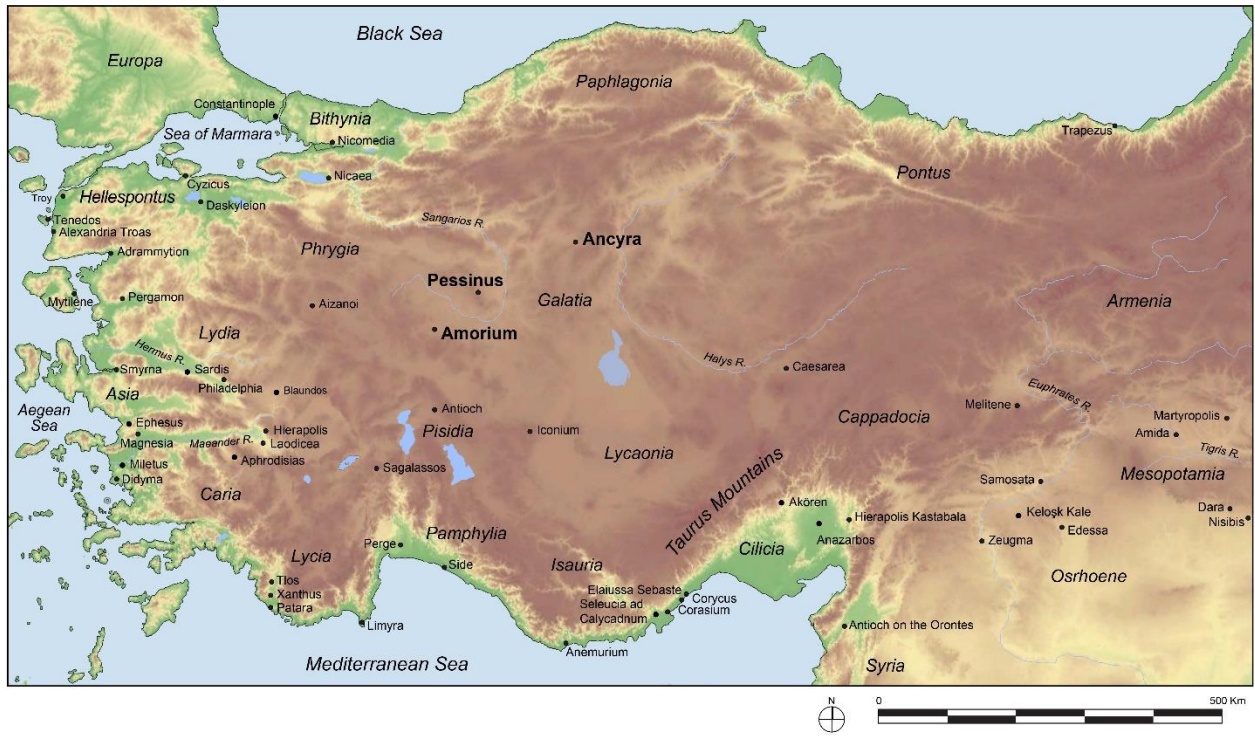 Black Sea
Europa
Paphlagonia
Constantinople
Bithynia
Sea of Marmara
Trapezus
Nicomedia
Pontus
Nicaea
Cyzicus
Hellespontus
Troy
Daskyleion
Tenedos
Sangarios R.
Alexandria Troas
Ancyra
Phrygia
Adrammytion
Pessinus
Mytilene
Pergamon
Aizanoi
Galatia
Armenia
Lydia
Amorium
Hermus R.
Halys R.
Smyrna
Sardis
Caesarea
Philadelphia
Blaundos
Asia
Euphrates R.
Aegean
Sea
Antioch
Melitene
Cappadocia
Martyropolis
Ephesus
Hierapolis
Pisidia
Iconium
Amida
Magnesia
Maeander R.
Laodicea
Lycaonia
Tigris R.
Aphrodisias
Miletus
Sagalassos
Mesopotamia
Didyma
Samosata
Caria
Taurus Mountains
Akören
Dara
Keloşk Kale
Nisibis
Hierapolis Kastabala
Edessa
Pamphylia
Anazarbos
Zeugma
Perge
Cilicia
Lycia
Side
Isauria
Osrhoene
Tlos
Elaiussa Sebaste
Xanthus
Corycus
Seleucia ad
Calycadnum
Corasium
Patara
Limyra
Antioch on the Orontes
Anemurium
Mediterranean Sea
Syria
N
0
500 Km